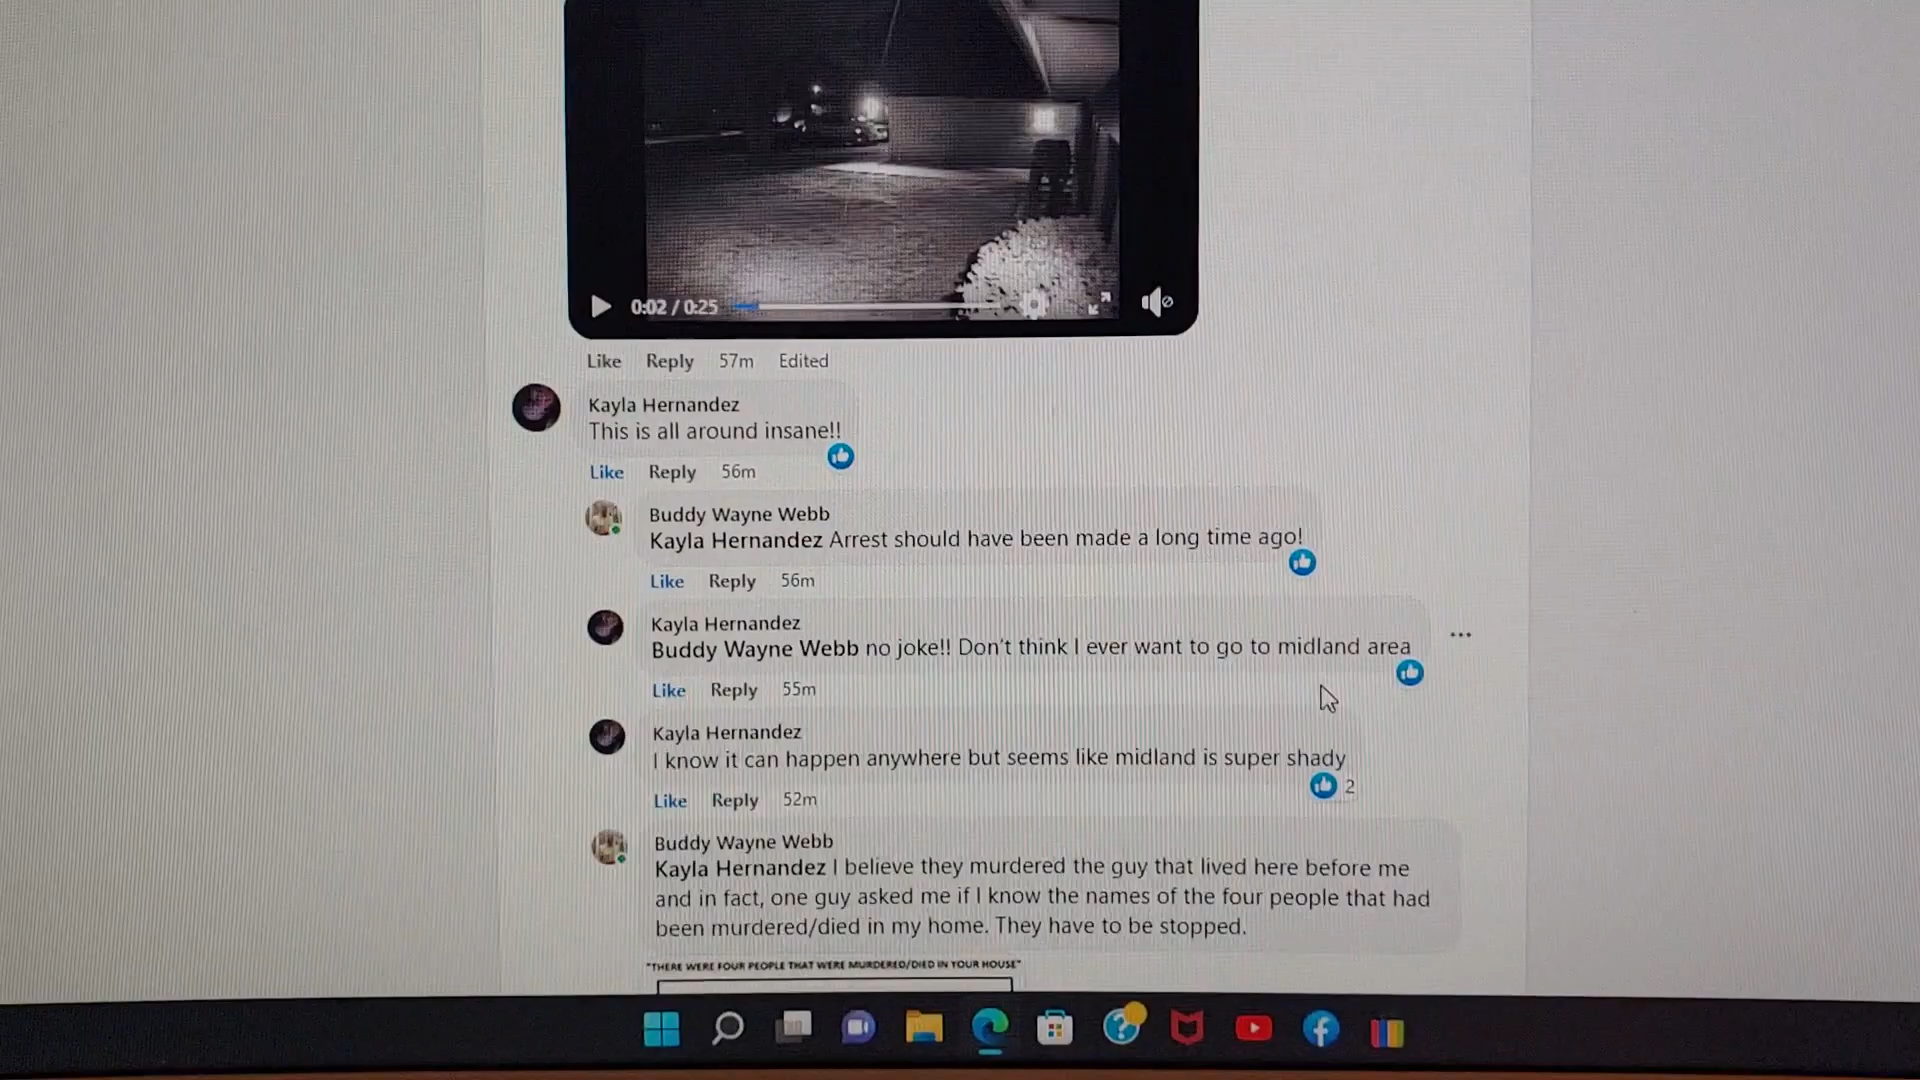 0:02 / 0:25
Like Reply 57m Edited
Kayla Hernandez
This is all around insane!!
Like Reply 56m
Buddy Wayne Webb
Kayla Hernandez Arrest should have been made a long time ago!
Like Reply 56m
Kayla Hernandez
Buddy Wayne Webb no joke!! Don't think I ever want to go to midland area
Like Reply 55m
Kayla Hernandez
I know it can happen anywhere but seems like midland is super shady
2
Like Reply 52m
Buddy Wayne Webb
Kayla Hernandez I believe they murdered the guy that lived here before me
and in fact, one guy asked me if I know the names of the four people that had
been murdered/died in my home. They have to be stopped.
"THERE WERE FOUR PEOPLE THAT WERE MURDERED/DIED IN YOUR HOUSE"